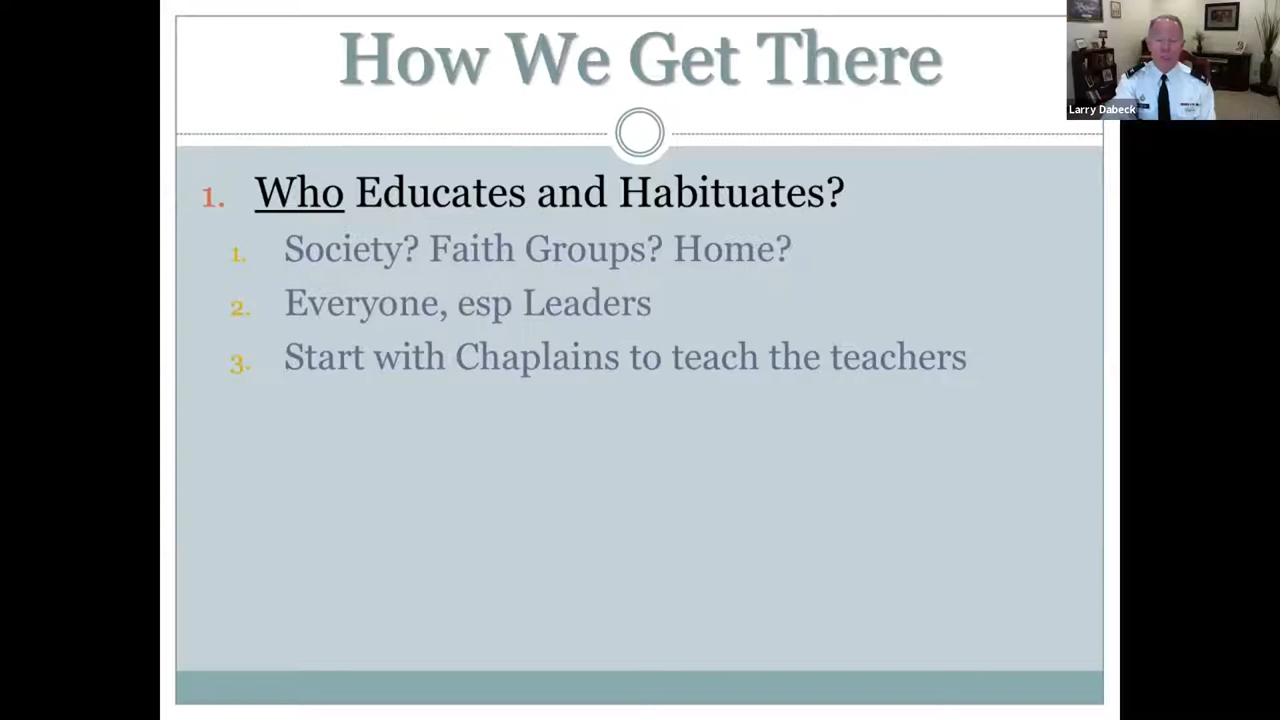 How We Get There
Larry Dabeck
1. Who Educates and Habituates?
1. Society? Faith Groups? Home?
2. Everyone, esp Leaders
3. Start with Chaplains to teach the teachers